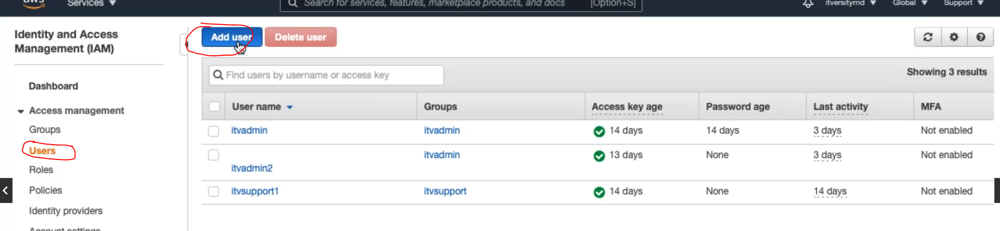 aws Services Search for services, features, marketplace products, and docs [Option+S] itversityrnd Global Support
Identity and Access
Management (IAM)
Dashboard
Access management
Groups
Users
Roles
Policies
Identity providers
Account settings
Add user Delete user
Find users by username or access key
Showing 3 results
User name Groups Access key age Password age Last activity MFA
itvadmin itvadmin 14 days 14 days 3 days Not enabled
itvadmin2 itvadmin 13 days None 3 days Not enabled
itvsupport1 itvsupport 14 days None 14 days Not enabled